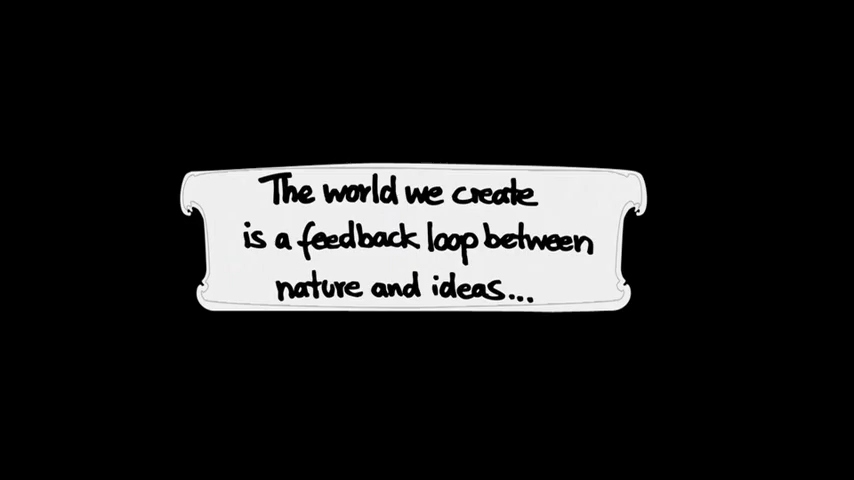 The world we create
is a feedback loop between
nature and ideas...